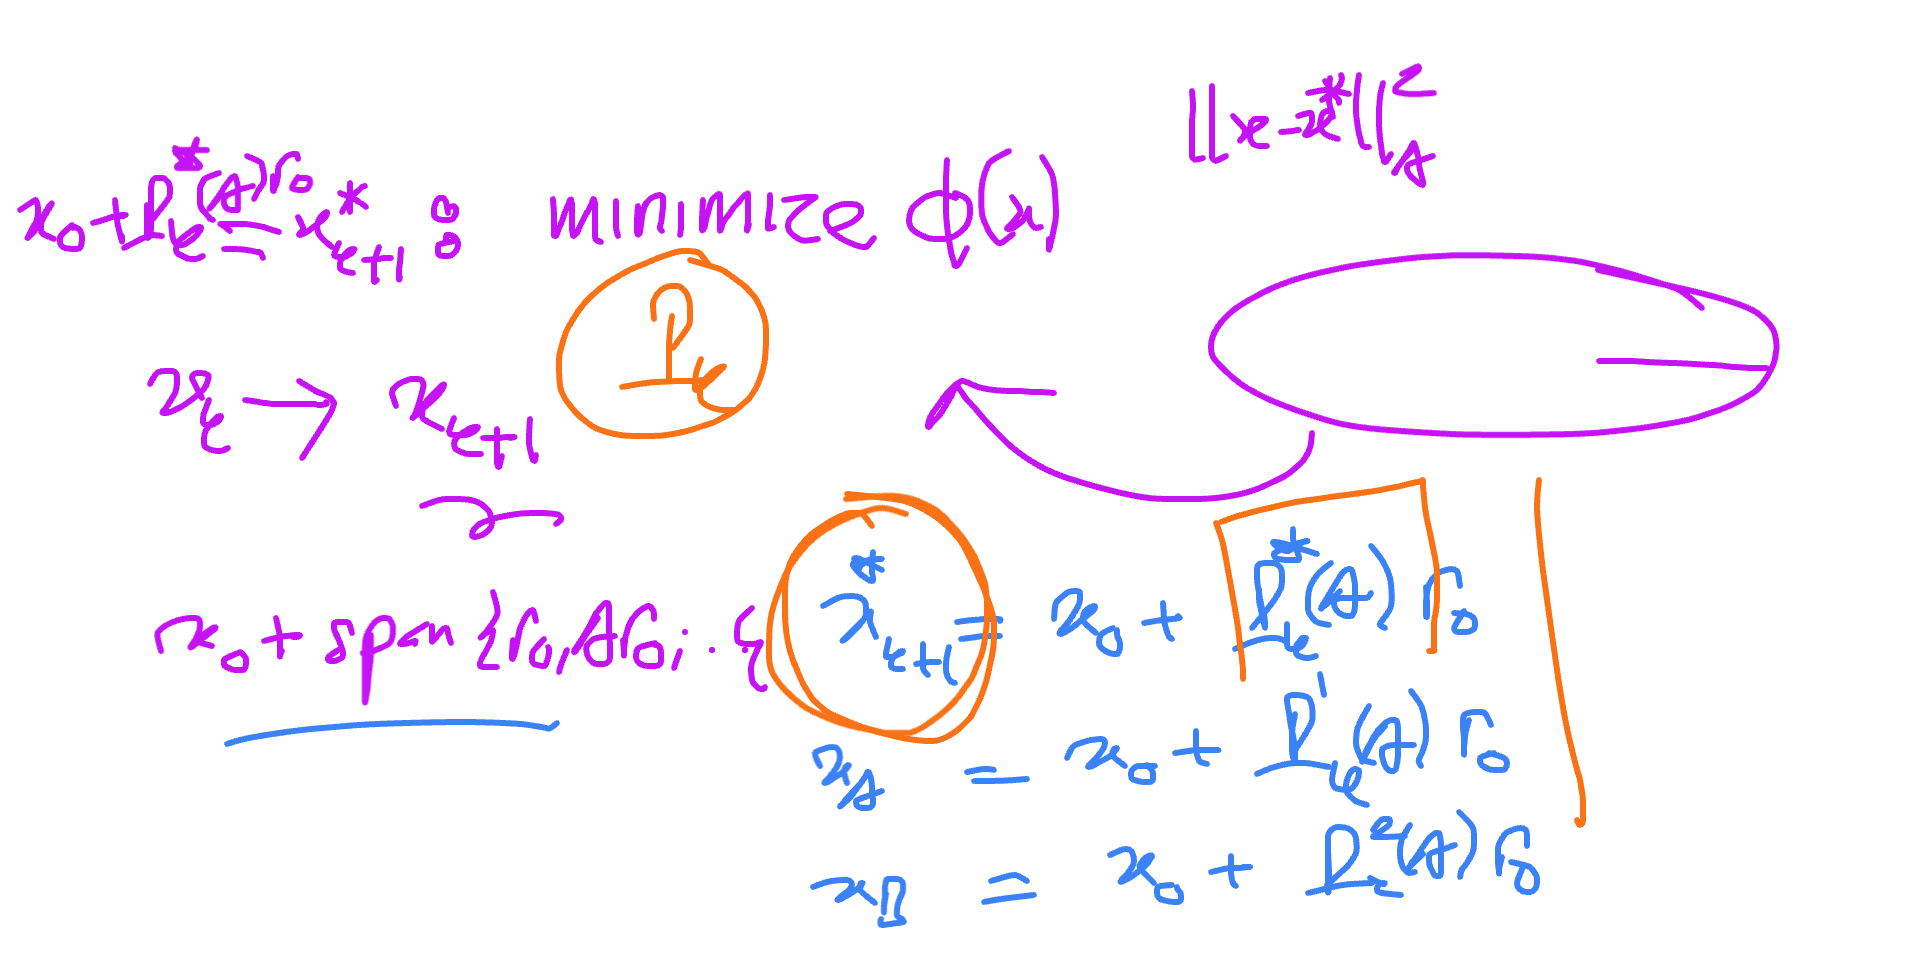 ||x-x*||²_A
x₀+P*ₖ(A)r₀ = x*ₖ₊₁ : minimize ϕ(x)
Pₖ
xₖ → xₖ₊₁
x₀ + span {r₀, Ar₀, . . {
x*ₖ₊₁ = x₀ + P*ₖ(A) r₀
x_A = x₀ + P¹ₖ(A) r₀
x_B = x₀ + P²ₖ(A) r₀